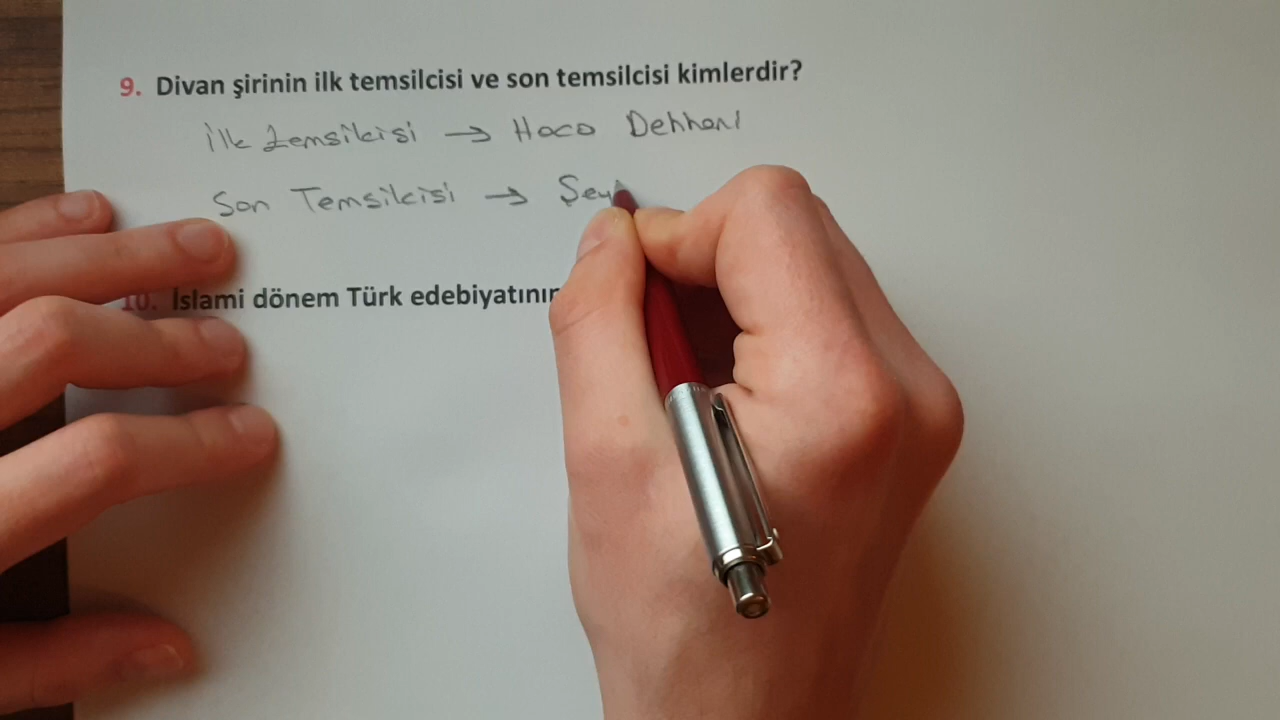 9. Divan şirinin ilk temsilcisi ve son temsilcisi kimlerdir?
ilk temsilcisi → Hoca Dehhani
Son Temsilcisi → Şey
10. İslami dönem Türk edebiyatının